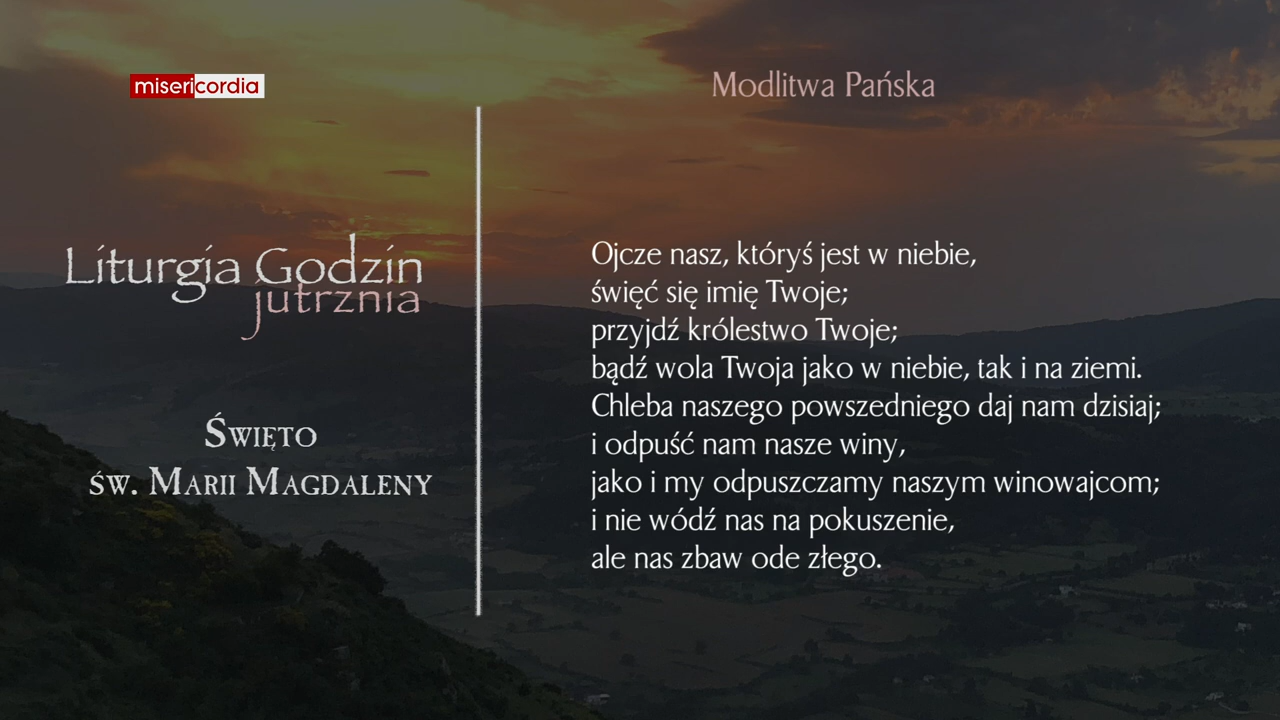 misericordia
Liturgia Godzin
jutrznia
Święto
św. Marii Magdaleny
Modlitwa Pańska
Ojcze nasz, któryś jest w niebie,
święć się imię Twoje;
przyjdź królestwo Twoje;
bądź wola Twoja jako w niebie, tak i na ziemi.
Chleba naszego powszedniego daj nam dzisiaj;
i odpuść nam nasze winy,
jako i my odpuszczamy naszym winowajcom;
i nie wódź nas na pokuszenie,
ale nas zbaw ode złego.